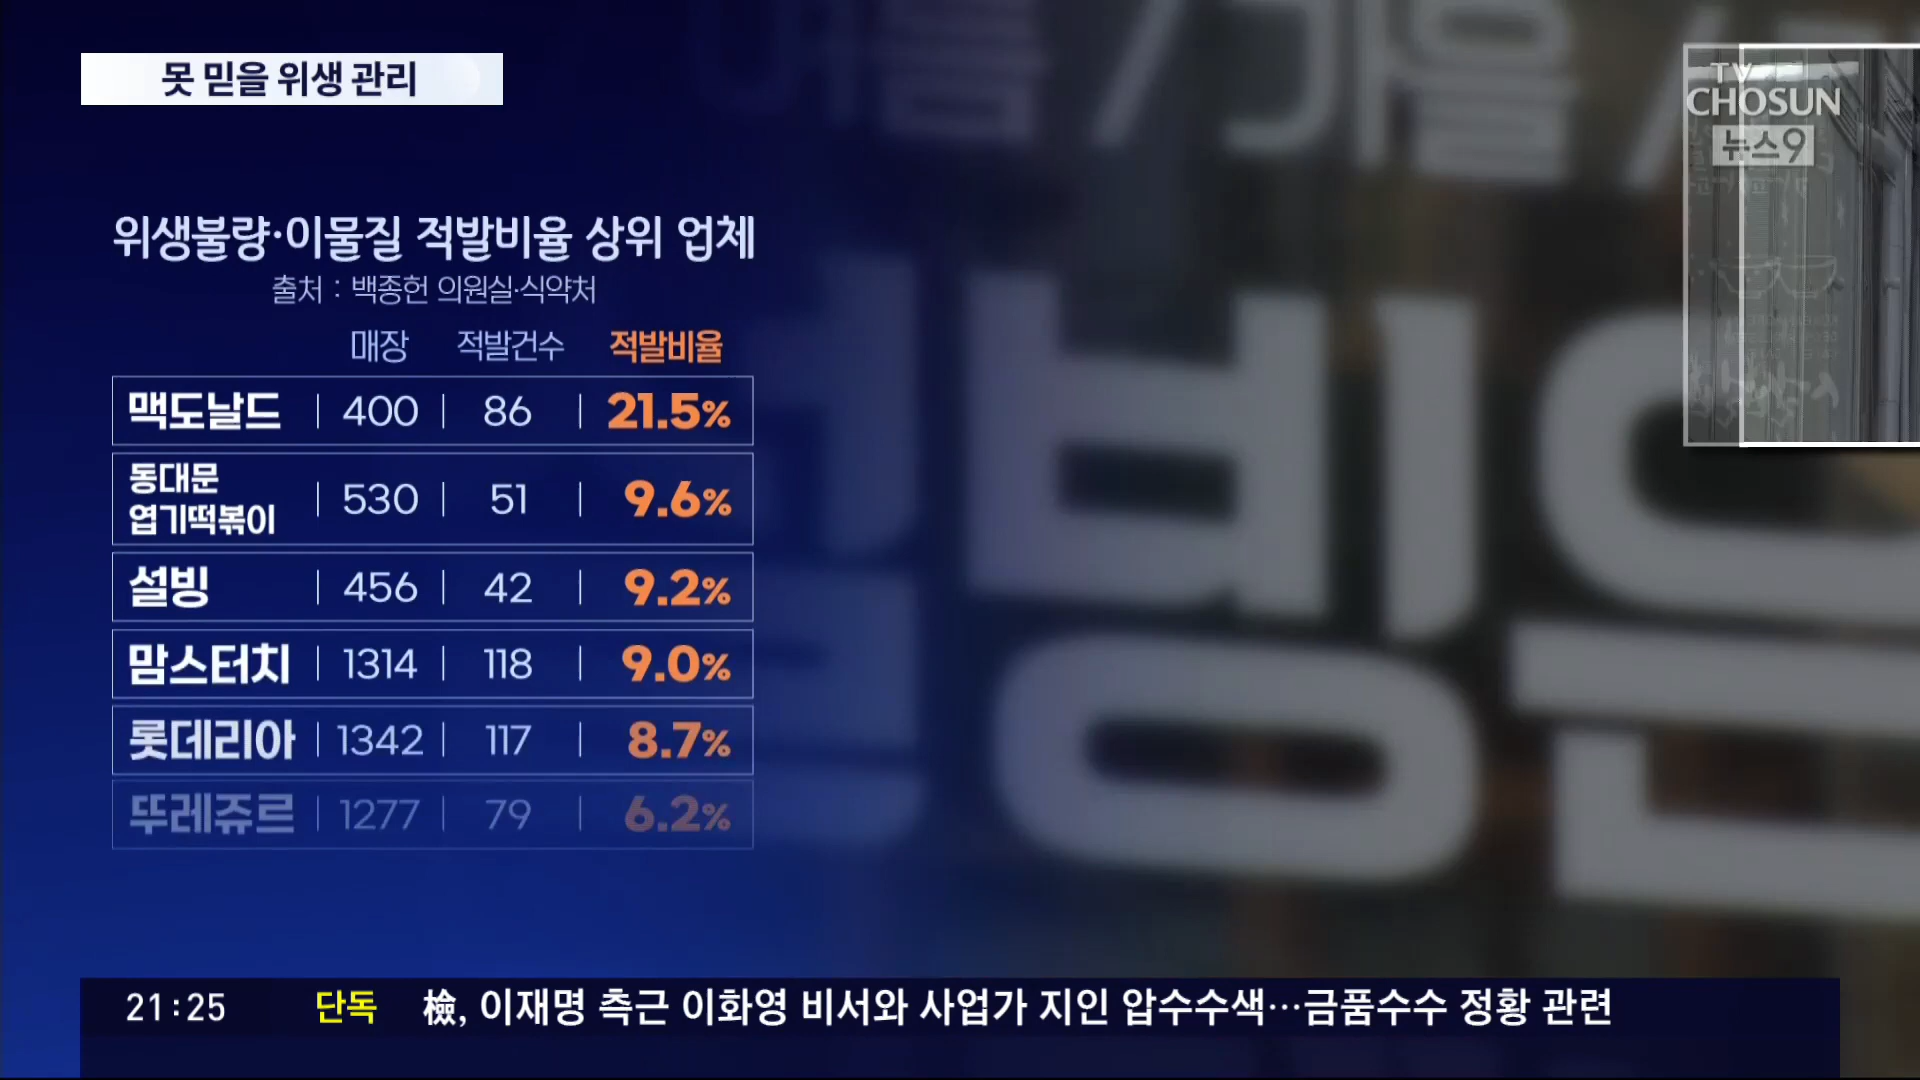 못 믿을 위생 관리
TV
CHOSUN
뉴스9
위생불량·이물질 적발비율 상위 업체
출처 : 백종헌 의원실·식약처
매장 적발건수 적발비율
맥도날드 400 86 21.5%
동대문
엽기떡볶이 530 51 9.6%
설빙 456 42 9.2%
맘스터치 1314 118 9.0%
롯데리아 1342 117 8.7%
뚜레쥬르 1277 79 6.2%
빙
21:25 단독 檢, 이재명 측근 이화영 비서와 사업가 지인 압수수색…금품수수 정황 관련